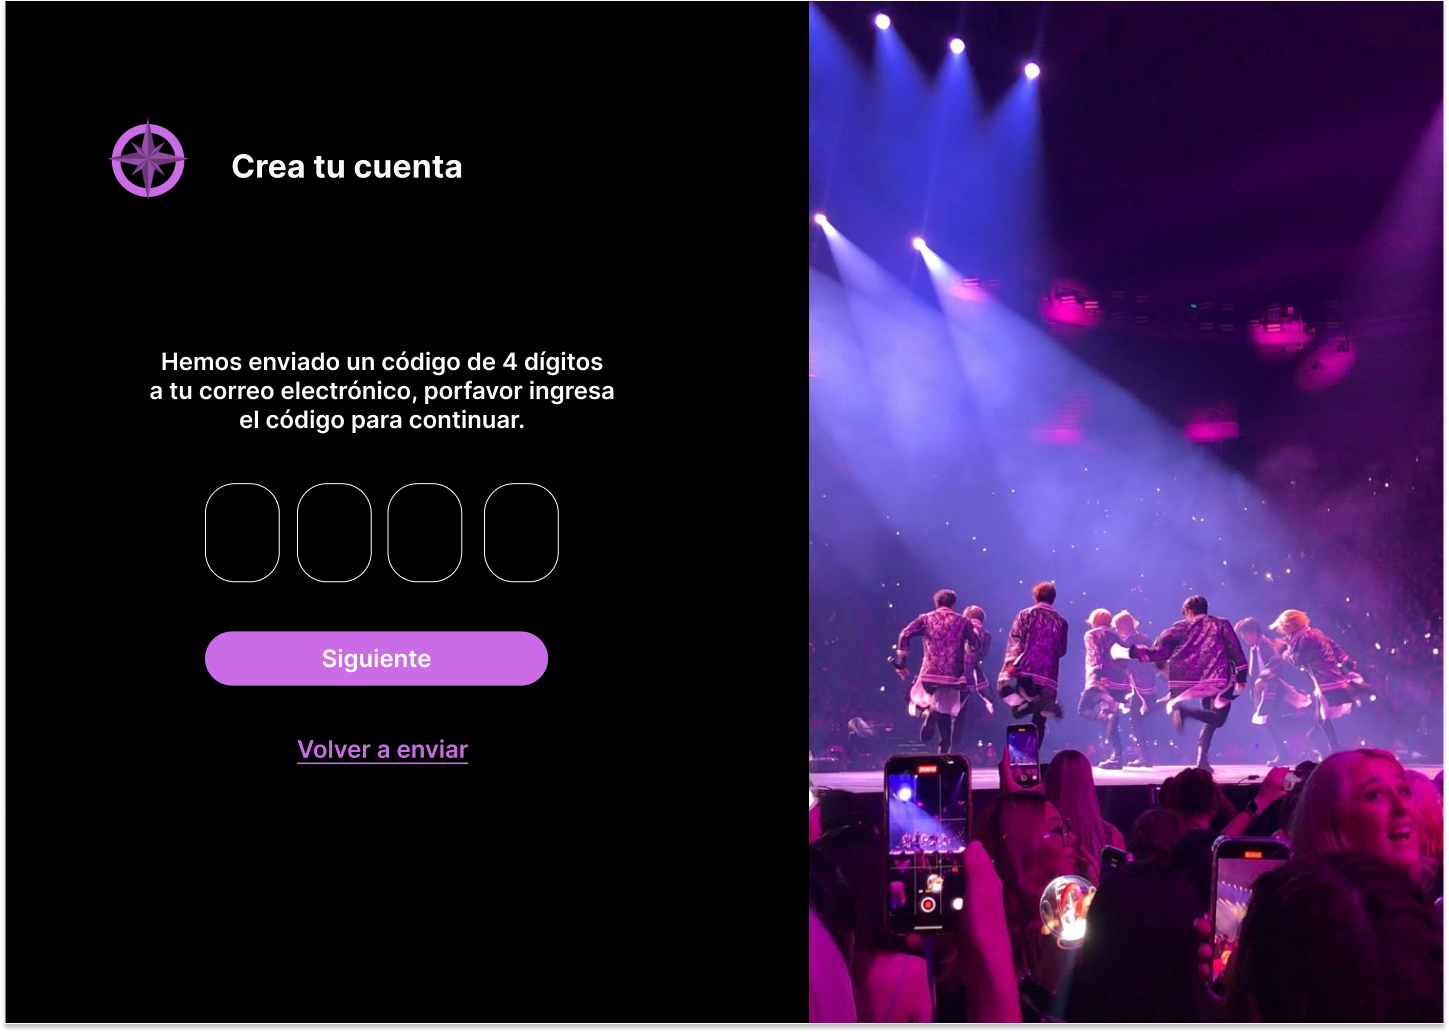 Crea tu cuenta
Hemos enviado un código de 4 dígitos
a tu correo electrónico, porfavor ingresa
el código para continuar.
Siguiente
Volver a enviar